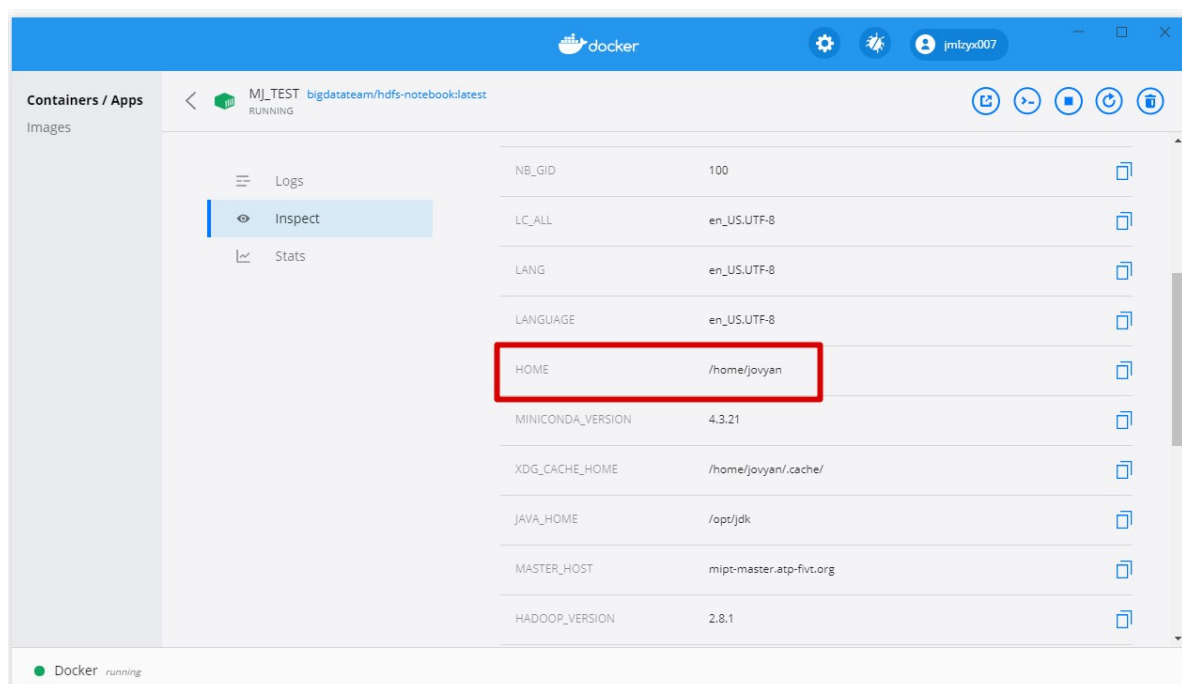 docker
jmlzyx007
Containers / Apps
Images
MJ_TEST bigdatateam/hdfs-notebook:latest
RUNNING
Logs
Inspect
Stats
NB_GID 100
LC_ALL en_US.UTF-8
LANG en_US.UTF-8
LANGUAGE en_US.UTF-8
HOME /home/jovyan
MINICONDA_VERSION 4.3.21
XDG_CACHE_HOME /home/jovyan/.cache/
JAVA_HOME /opt/jdk
MASTER_HOST mipt-master.atp-fivt.org
HADOOP_VERSION 2.8.1
Docker running